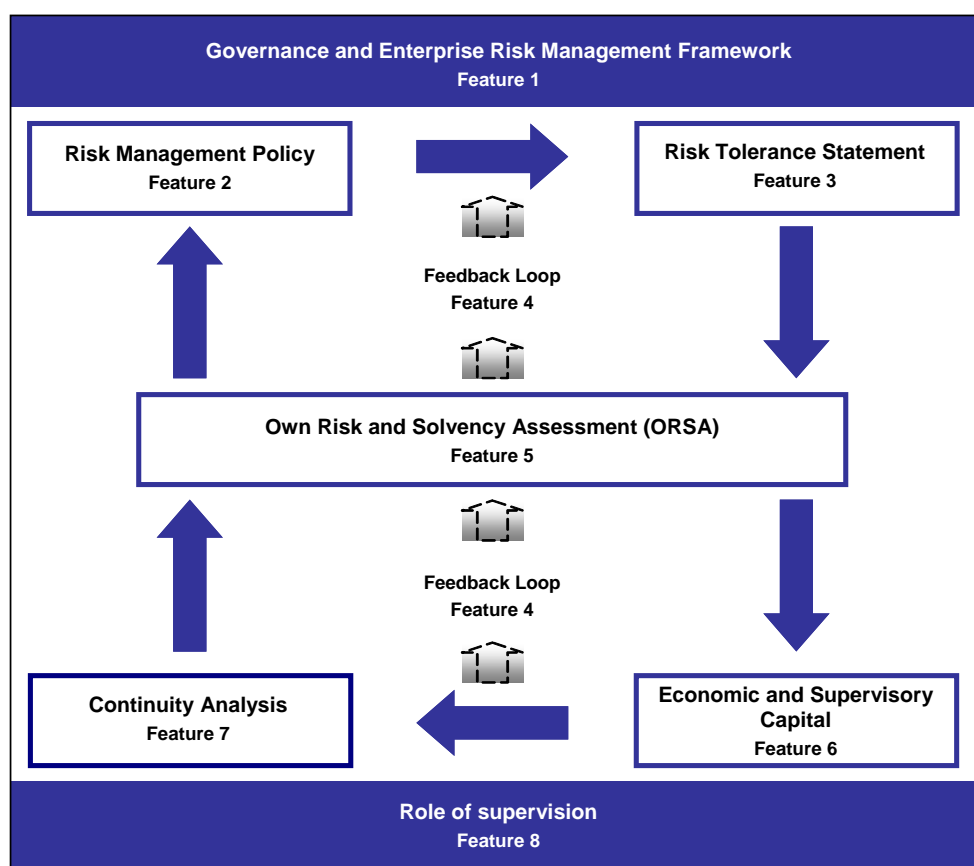 Governance and Enterprise Risk Management Framework
Feature 1
Risk Management Policy
Feature 2
Risk Tolerance Statement
Feature 3
Feedback Loop
Feature 4
Own Risk and Solvency Assessment (ORSA)
Feature 5
Feedback Loop
Feature 4
Continuity Analysis
Feature 7
Economic and Supervisory
Capital
Feature 6
Role of supervision
Feature 8